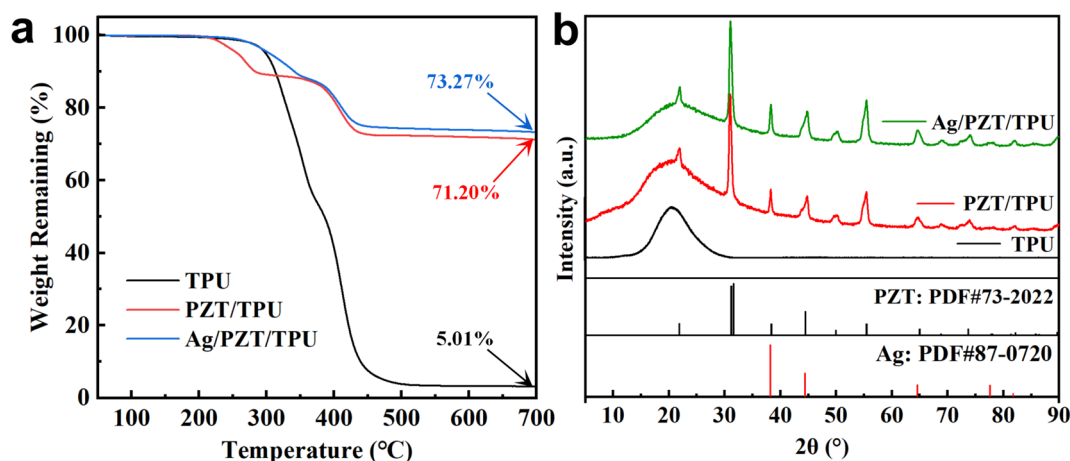 a
Weight Remaining (%)
100
80
60
40
20
0
73.27%
71.20%
5.01%
TPU
PZT/TPU
Ag/PZT/TPU
100 200 300 400 500 600 700
Temperature (°C)
b
Intensity (a.u.)
Ag/PZT/TPU
PZT/TPU
TPU
PZT: PDF#73-2022
Ag: PDF#87-0720
10 20 30 40 50 60 70 80 90
2θ (°)